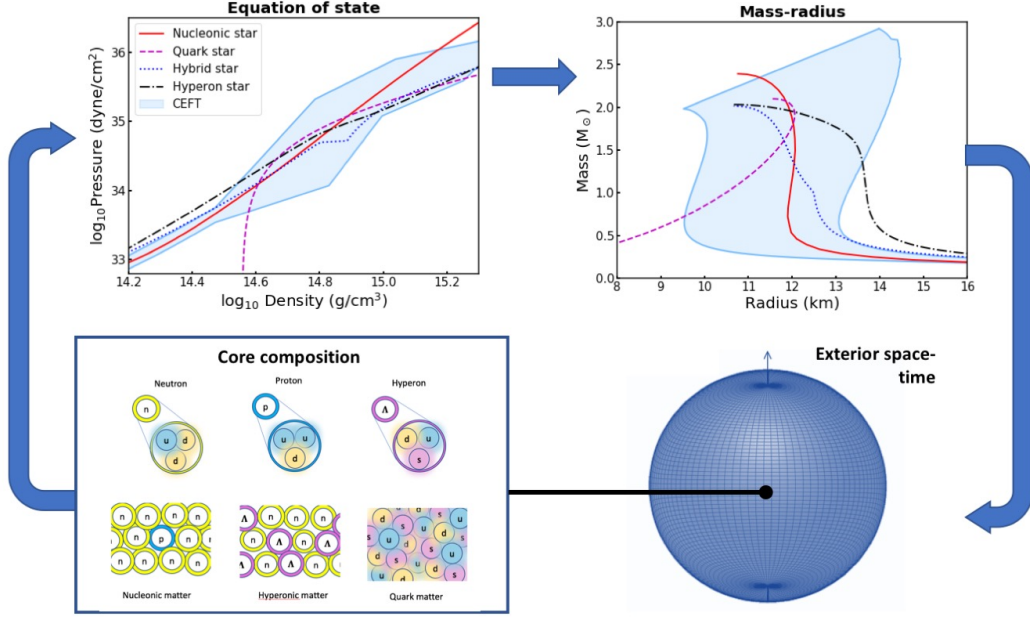 Equation of state
log₁₀Pressure (dyne/cm²)
36
35
34
33
Nucleonic star
Quark star
Hybrid star
Hyperon star
CEFT
14.2 14.4 14.6 14.8 15.0 15.2
log₁₀ Density (g/cm³)
Mass-radius
Mass (M⊙)
3.0
2.5
2.0
1.5
1.0
0.5
0.0
8 9 10 11 12 13 14 15 16
Radius (km)
Core composition
Neutron Proton Hyperon
n p Λ
u d u u d d
d d s
n n n n n n n n Λ n n n u d s u
n p n n Λ n Λ s u d s d
n n n n Λ n Λ n d u s u
Nucleonic matter Hyperonic matter Quark matter
Exterior space-
time